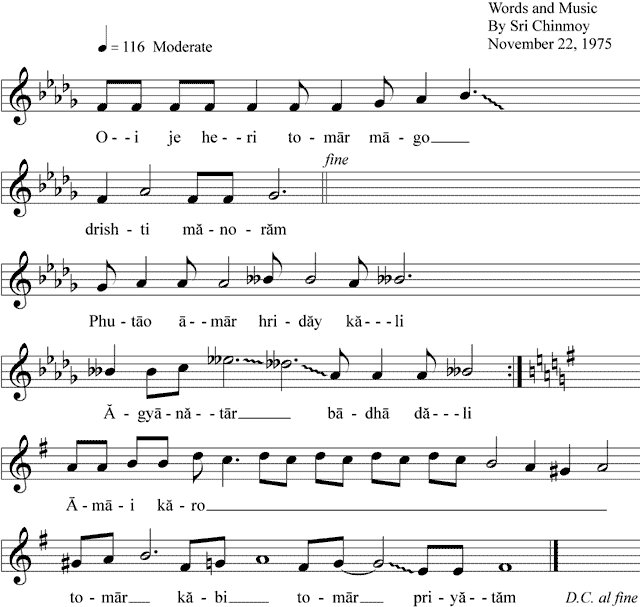 Words and Music
By Sri Chinmoy
♩ = 116 Moderate
November 22, 1975
O - - i je he - - ri to - mār mā - go
fine
drish - ti mă - no - răm
Phu - tāo ā - - mār hri - dăy kă - - - li
Ă - gyā - nă - - tār bā - dhā dă - - - li
Ā - mā - i kă - ro
to - mār kă - bi to - mār pri - yă - tăm
D.C. al fine